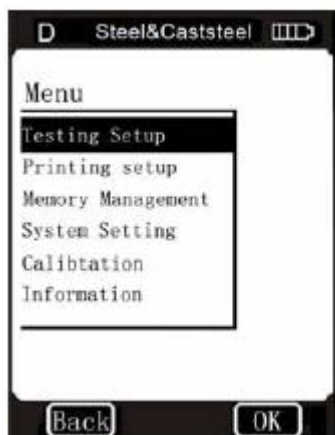 D Steel&Caststeel
Menu
Testing Setup
Printing setup
Memory Management
System Setting
Calibtation
Information
Back OK